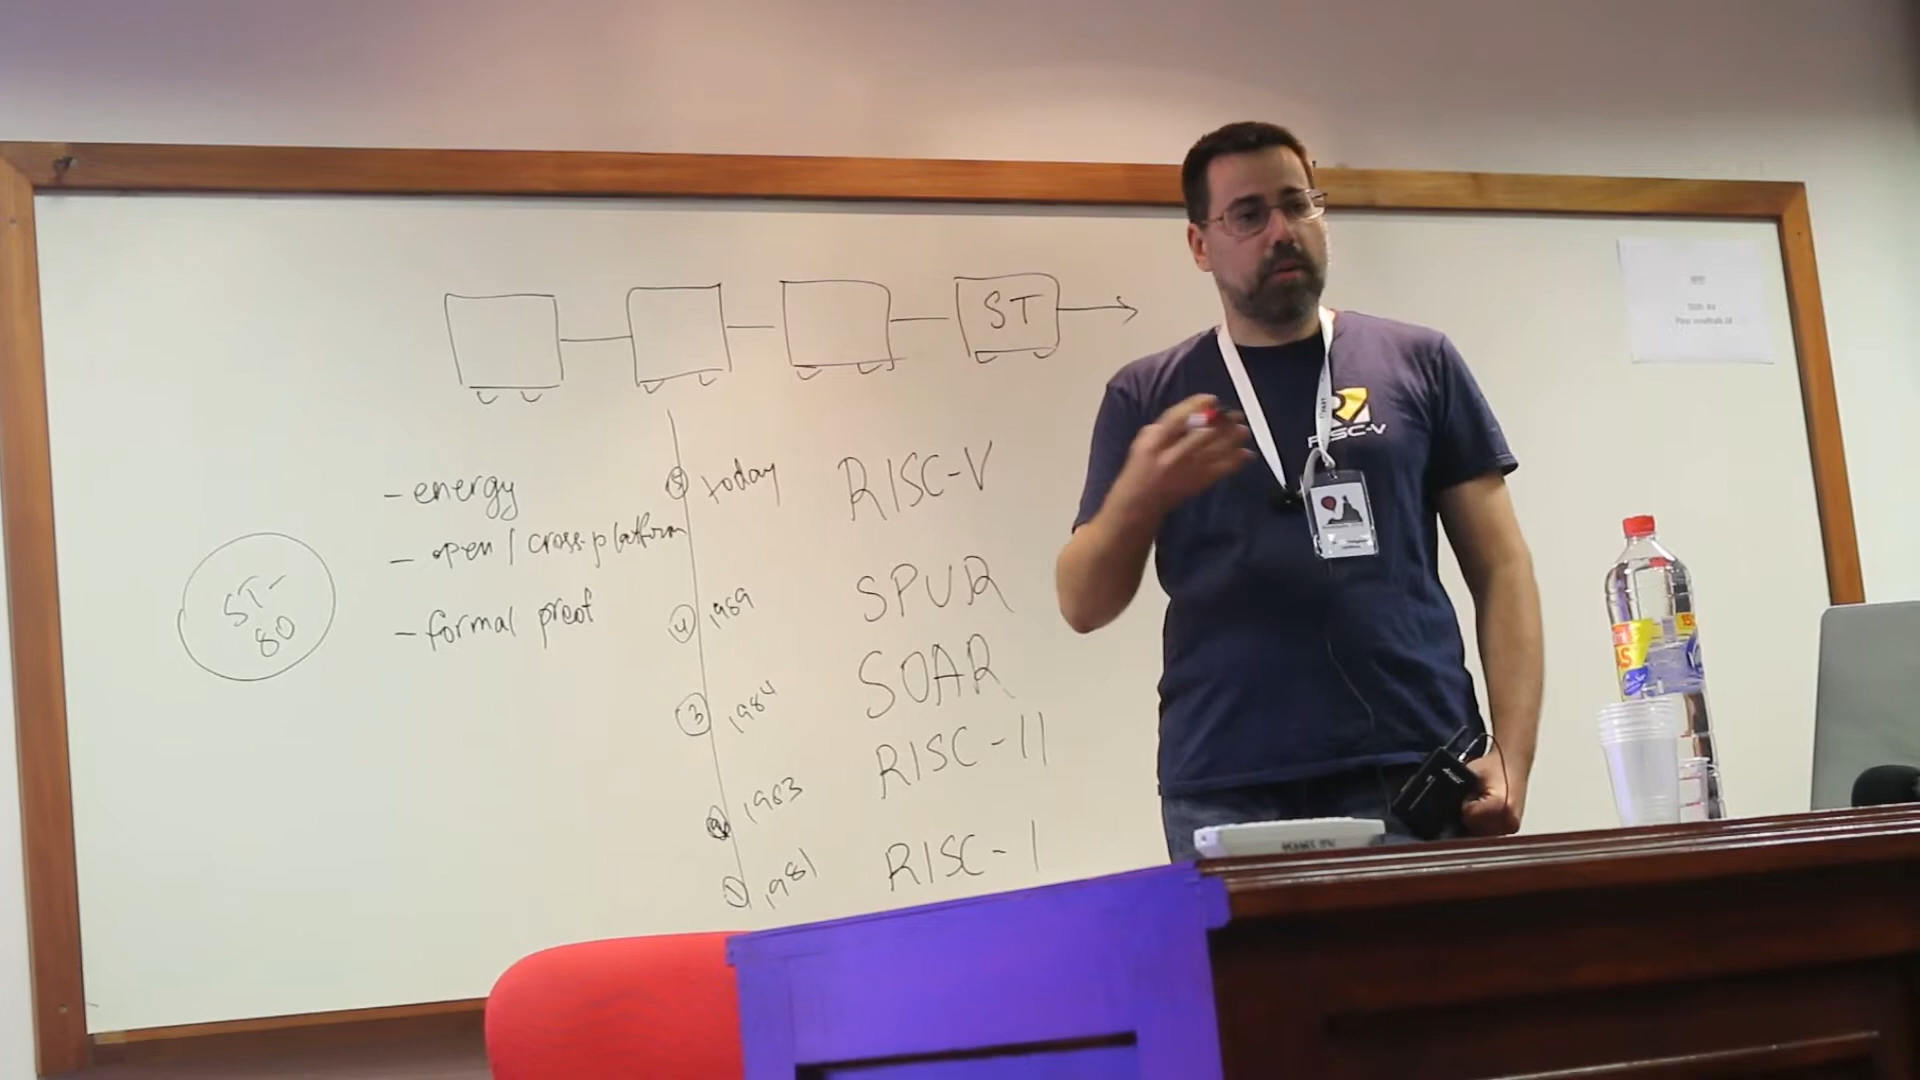 ST
- energy
- open / cross-platform
- formal proof
ST-
80
5 today RISC-V
4 1989 SPUR
3 1984 SOAR
2 1983 RISC-II
1 1981 RISC-I
RISC-V